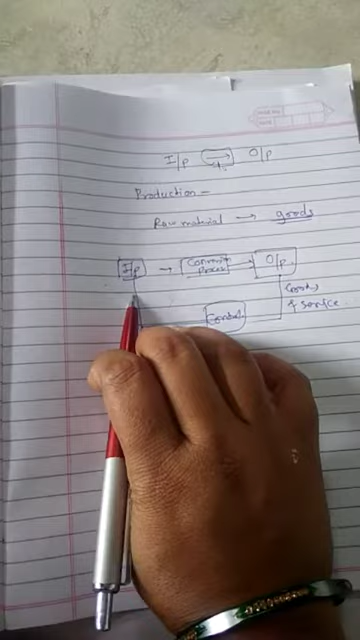 I/p → O/p
Production -
Raw material → goods
I/p → Conversion process → O/p
Goods
Control
& Service